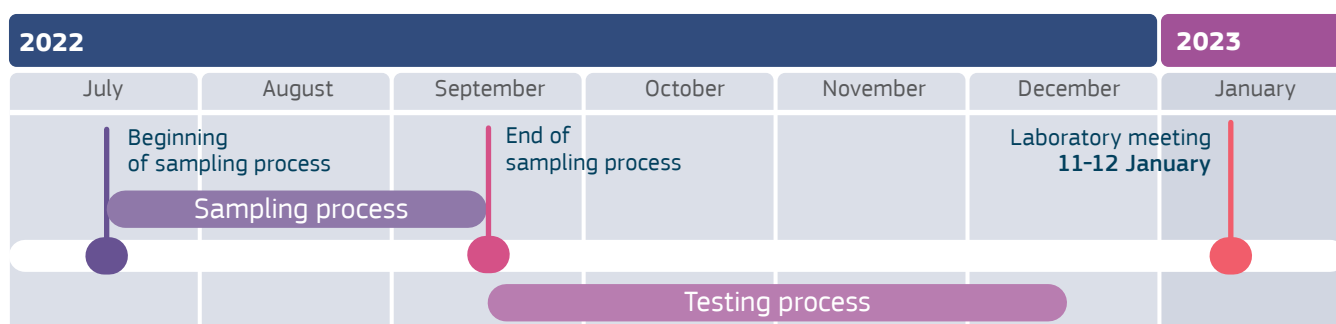 2022
2023
July
August
September
October
November
December
January
Beginning
of sampling process
End of
sampling process
Laboratory meeting
11-12 January
Sampling process
Testing process